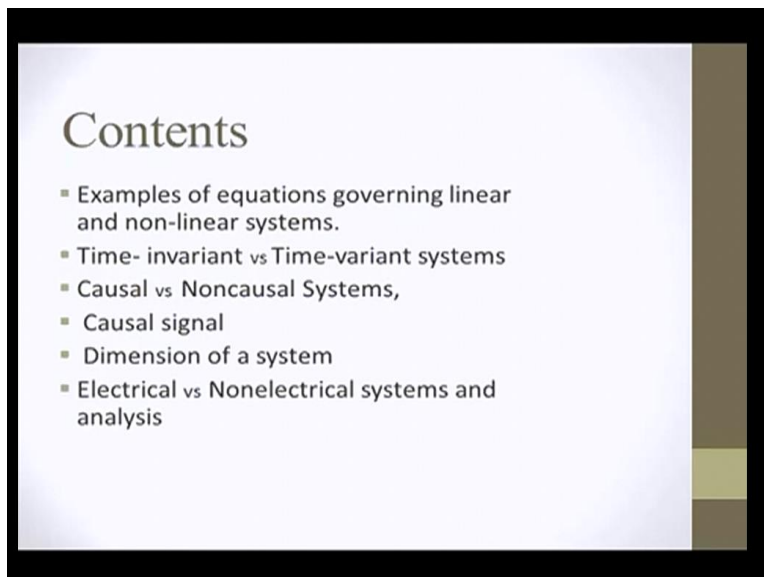 Contents
Examples of equations governing linear
and non-linear systems.
Time- invariant vs Time-variant systems
Causal vs Noncausal Systems,
Causal signal
Dimension of a system
Electrical vs Nonelectrical systems and
analysis